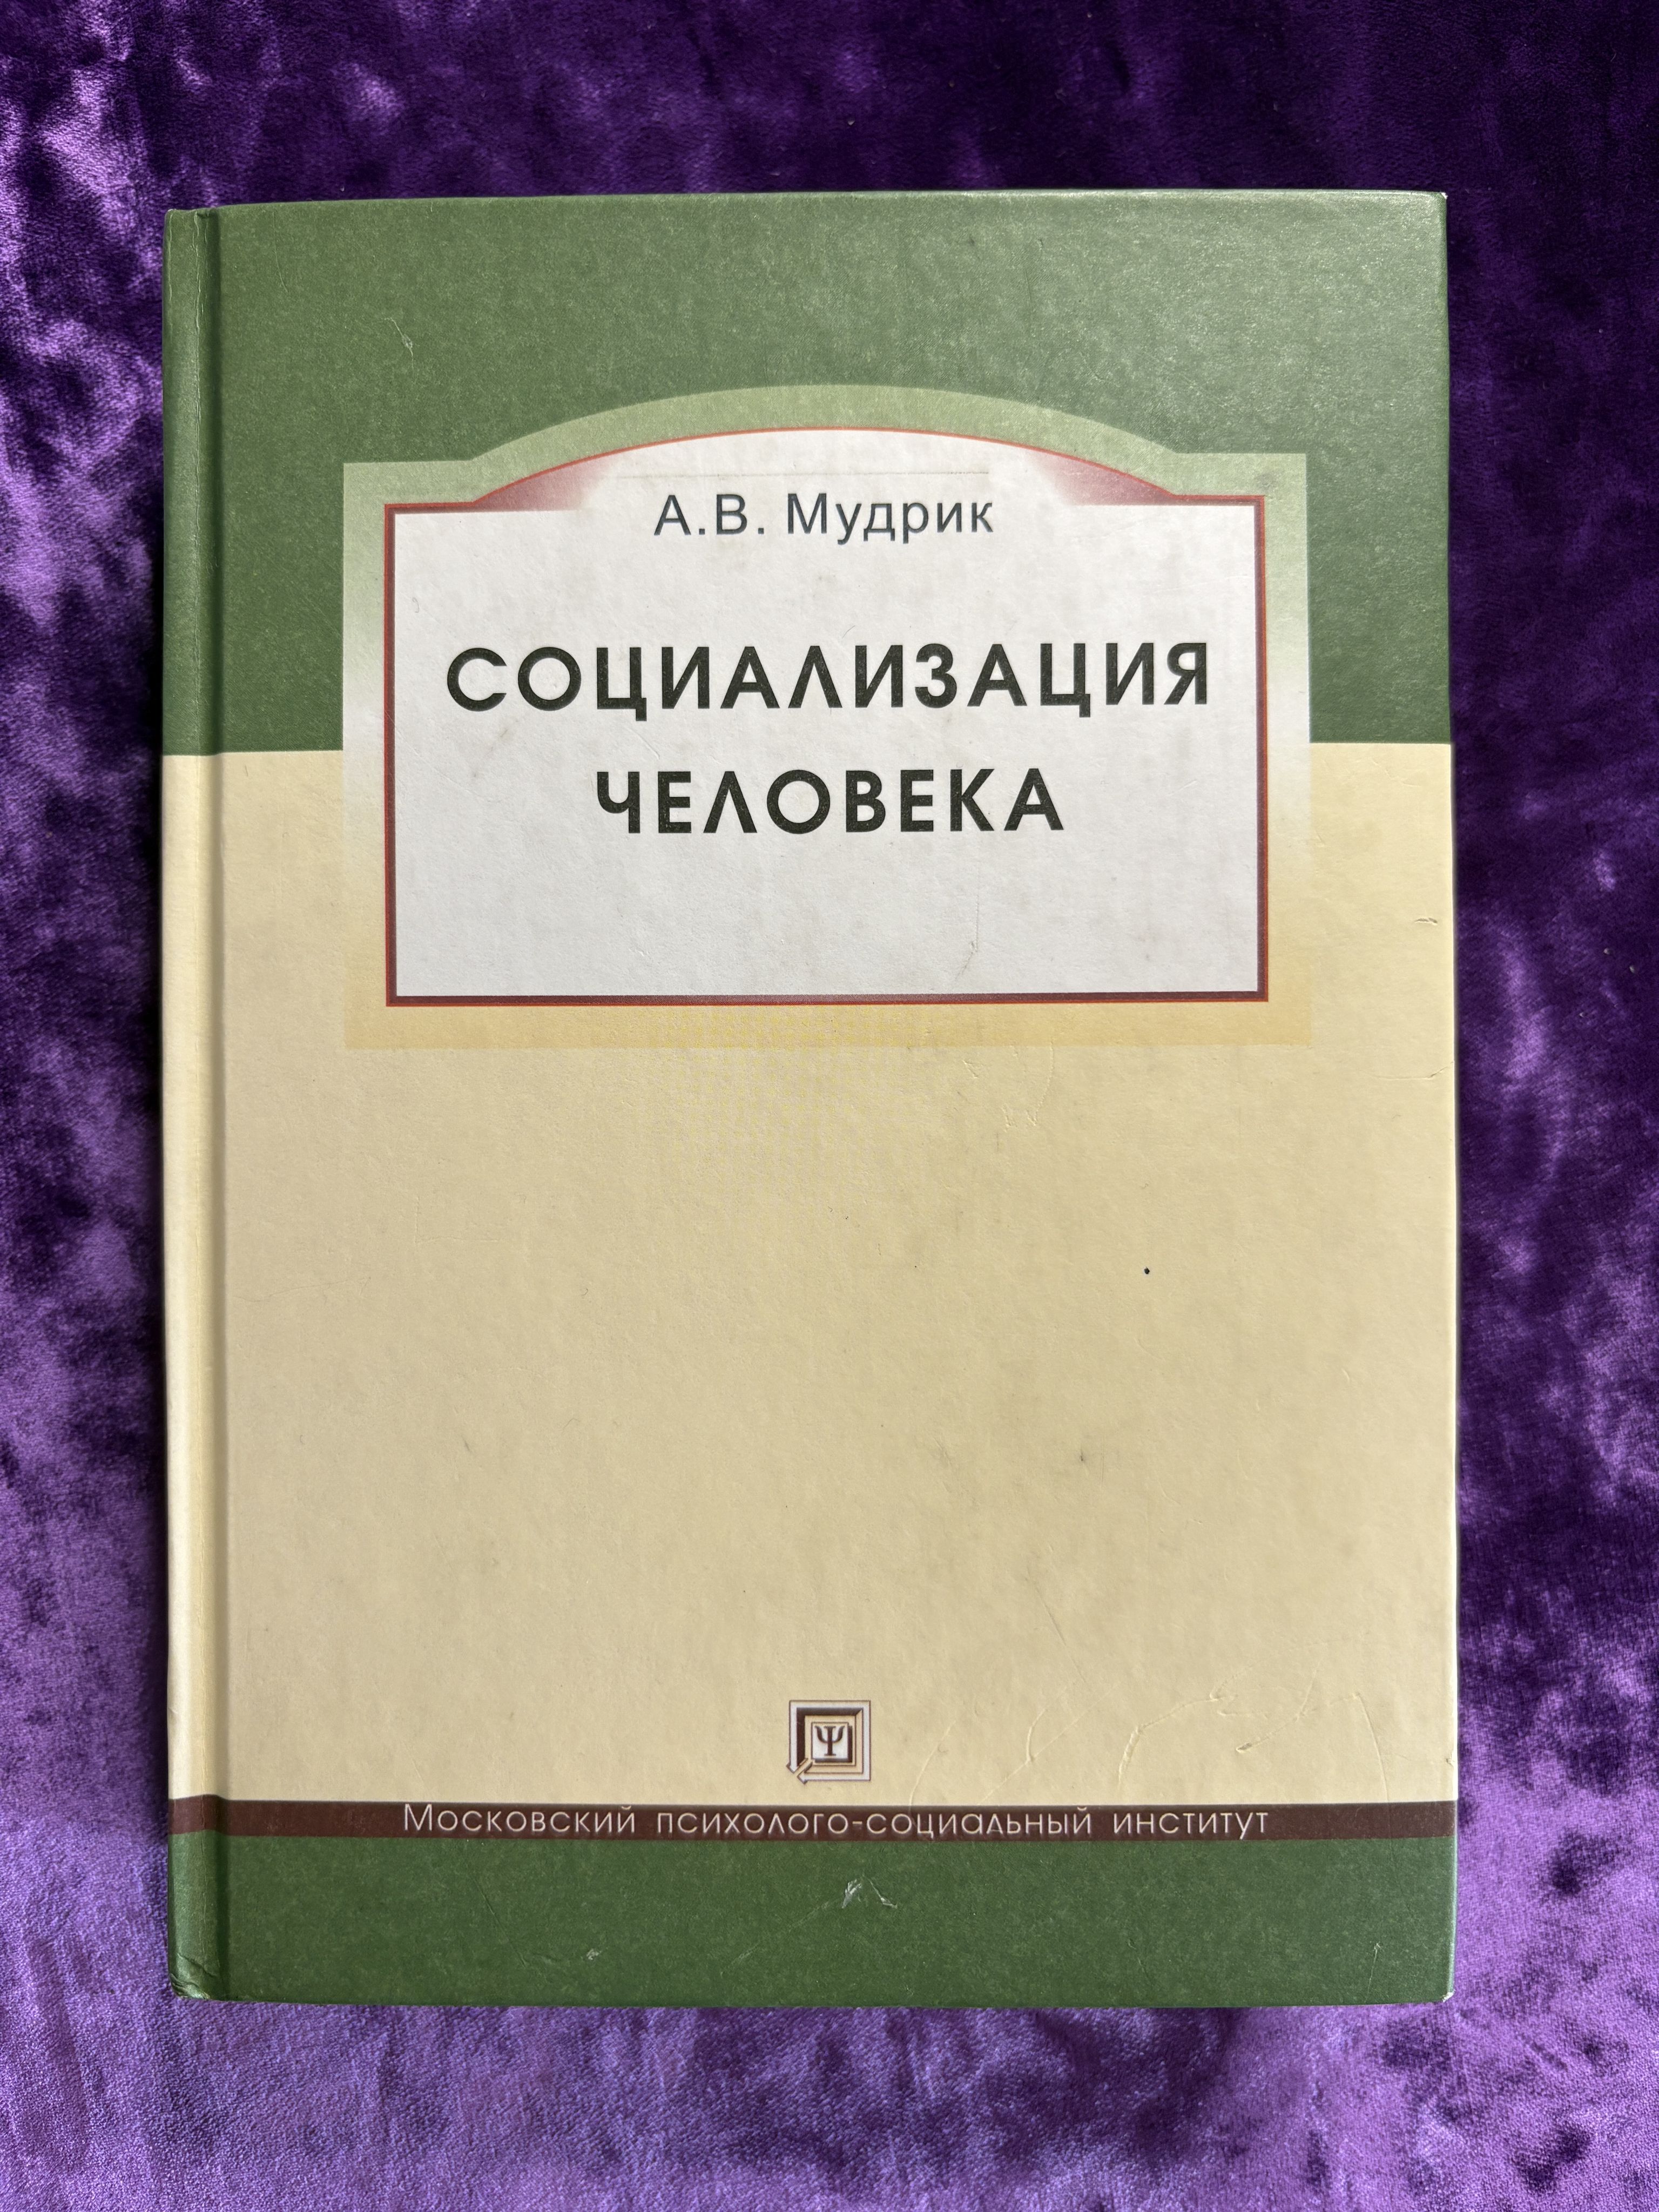 А.В. Мудрик
СОЦИАЛИЗАЦИЯ
ЧЕЛОВЕКА
Ψ
Московский психолого-социальный институт